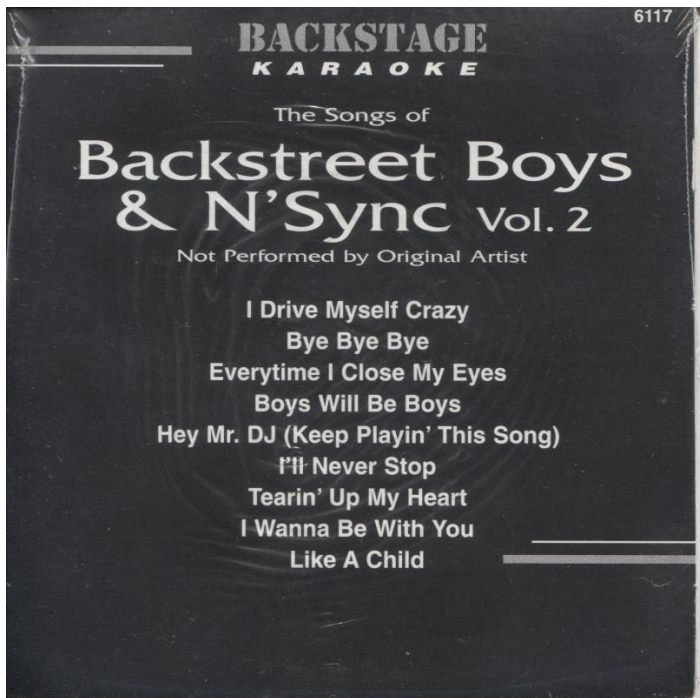 6117
BACKSTAGE
KARAOKE
The Songs of
Backstreet Boys
& N'Sync Vol. 2
Not Performed by Original Artist
I Drive Myself Crazy
Bye Bye Bye
Everytime I Close My Eyes
Boys Will Be Boys
Hey Mr. DJ (Keep Playin' This Song)
I'll Never Stop
Tearin' Up My Heart
I Wanna Be With You
Like A Child